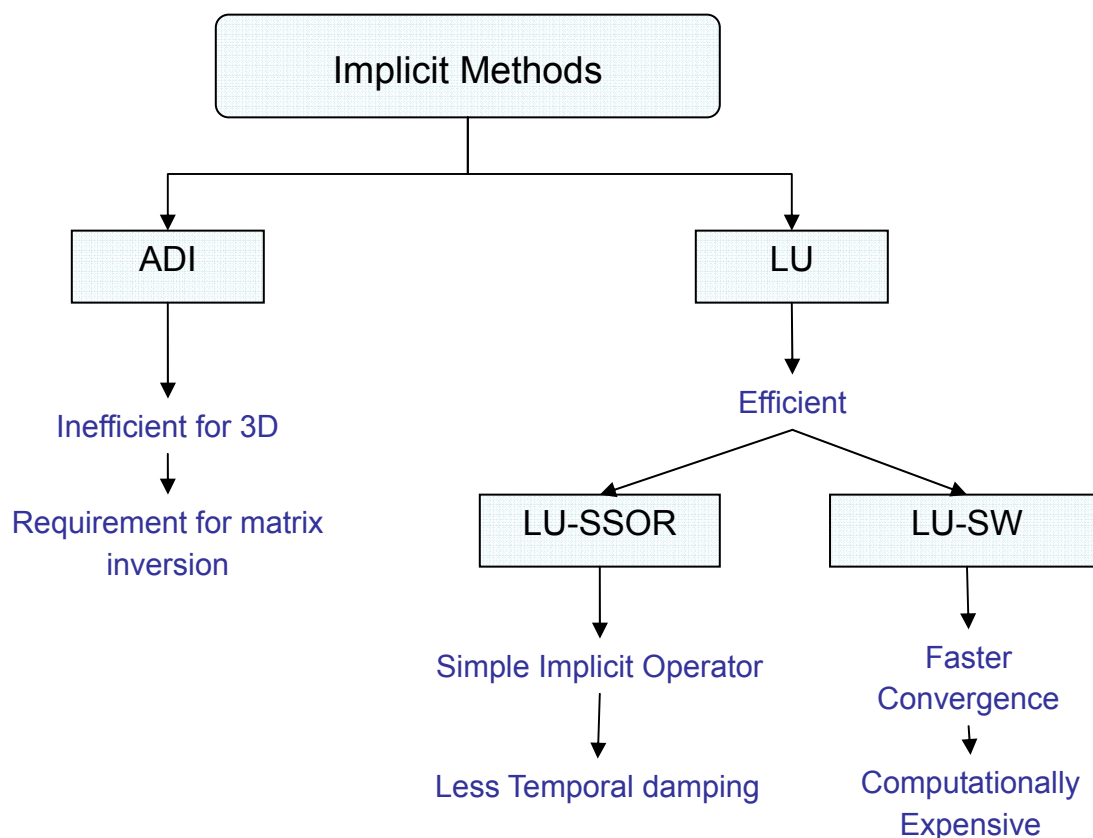 Implicit Methods
ADI
LU
Inefficient for 3D
Efficient
Requirement for matrix
inversion
LU-SSOR
LU-SW
Simple Implicit Operator
Faster
Convergence
Less Temporal damping
Computationally
Expensive